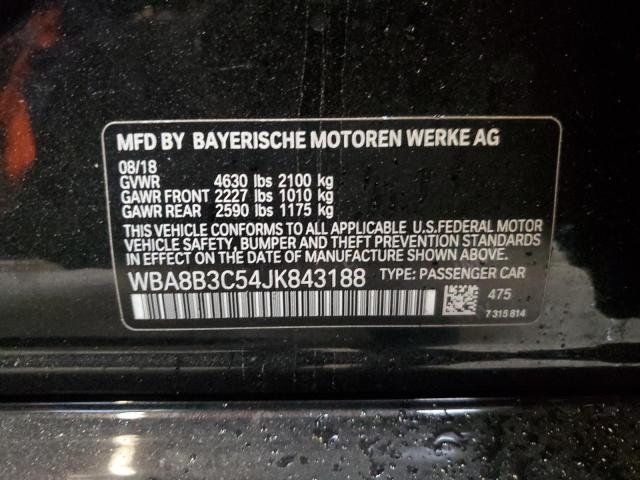 MFD BY BAYERISCHE MOTOREN WERKE AG
08/18
GVWR 4630 lbs 2100 kg
GAWR FRONT 2227 lbs 1010 kg
GAWR REAR 2590 lbs 1175 kg
THIS VEHICLE CONFORMS TO ALL APPLICABLE U.S.FEDERAL MOTOR
VEHICLE SAFETY, BUMPER AND THEFT PREVENTION STANDARDS
IN EFFECT ON THE DATE OF MANUFACTURE SHOWN ABOVE.
WBA8B3C54JK843188 TYPE: PASSENGER CAR
475
7 315 814